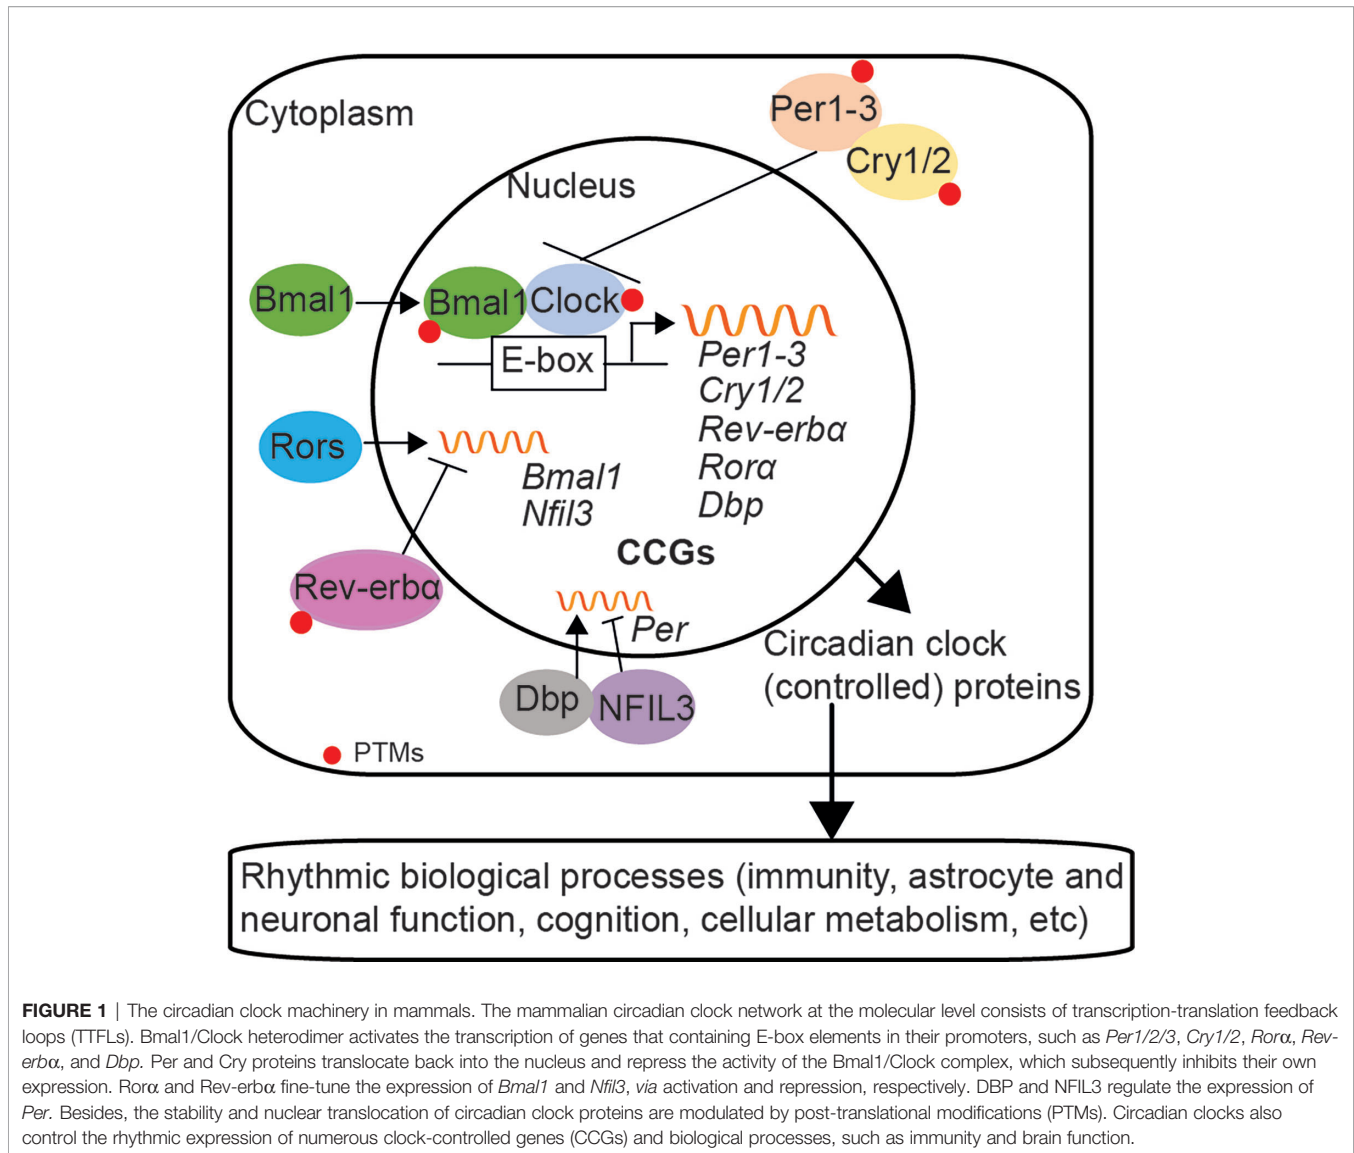 Cytoplasm
Per1-3
Cry1/2
Nucleus
Bmal1
Bmal1
Clock
E-box
Per1-3
Cry1/2
Rev-erbα
Rorα
Dbp
Rors
Bmal1
Nfil3
CCGs
Rev-erbα
Per
Dbp
NFIL3
Circadian clock
(controlled) proteins
PTMs
Rhythmic biological processes (immunity, astrocyte and
neuronal function, cognition, cellular metabolism, etc)
FIGURE 1 | The circadian clock machinery in mammals. The mammalian circadian clock network at the molecular level consists of transcription-translation feedback
loops (TTFLs). Bmal1/Clock heterodimer activates the transcription of genes that containing E-box elements in their promoters, such as Per1/2/3, Cry1/2, Rorα, Rev-
erbα, and Dbp. Per and Cry proteins translocate back into the nucleus and repress the activity of the Bmal1/Clock complex, which subsequently inhibits their own
expression. Rorα and Rev-erbα fine-tune the expression of Bmal1 and Nfil3, via activation and repression, respectively. DBP and NFIL3 regulate the expression of
Per. Besides, the stability and nuclear translocation of circadian clock proteins are modulated by post-translational modifications (PTMs). Circadian clocks also
control the rhythmic expression of numerous clock-controlled genes (CCGs) and biological processes, such as immunity and brain function.